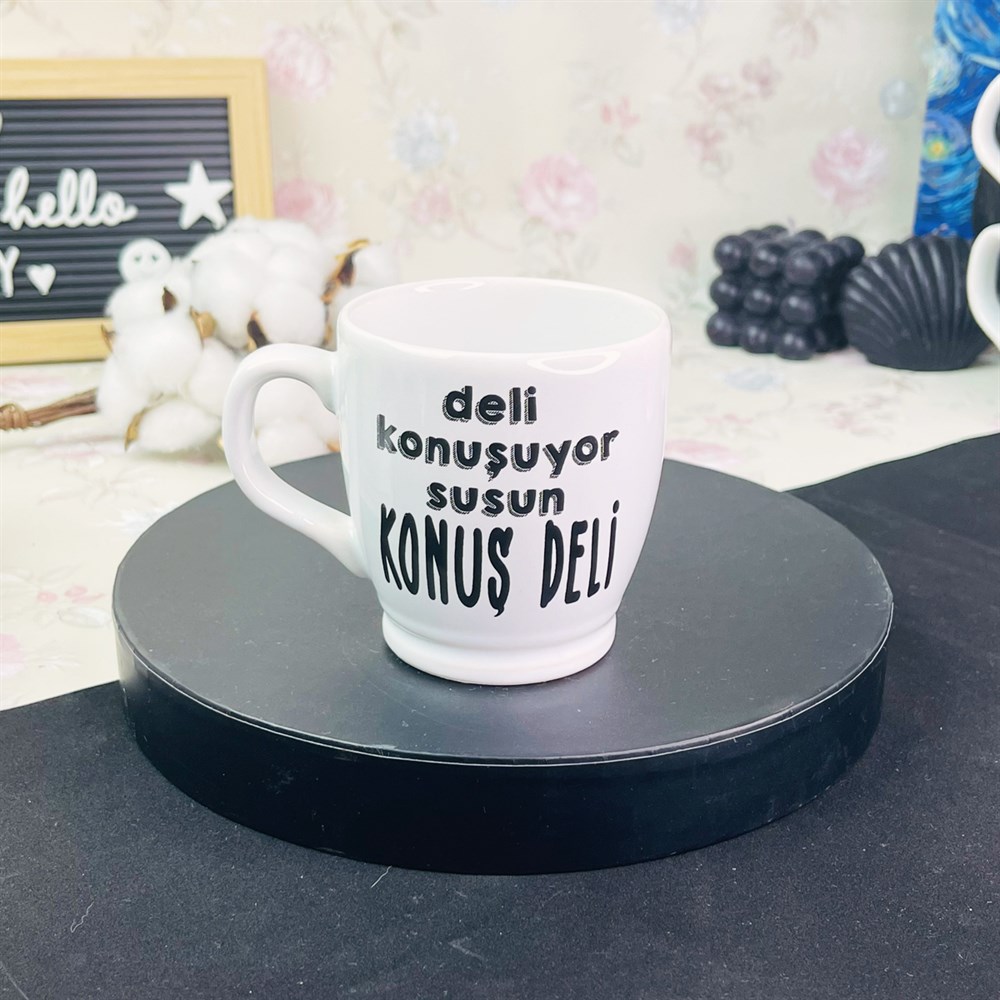 hello
Y
deli
konuşuyor
susun
KONUŞ DELİ